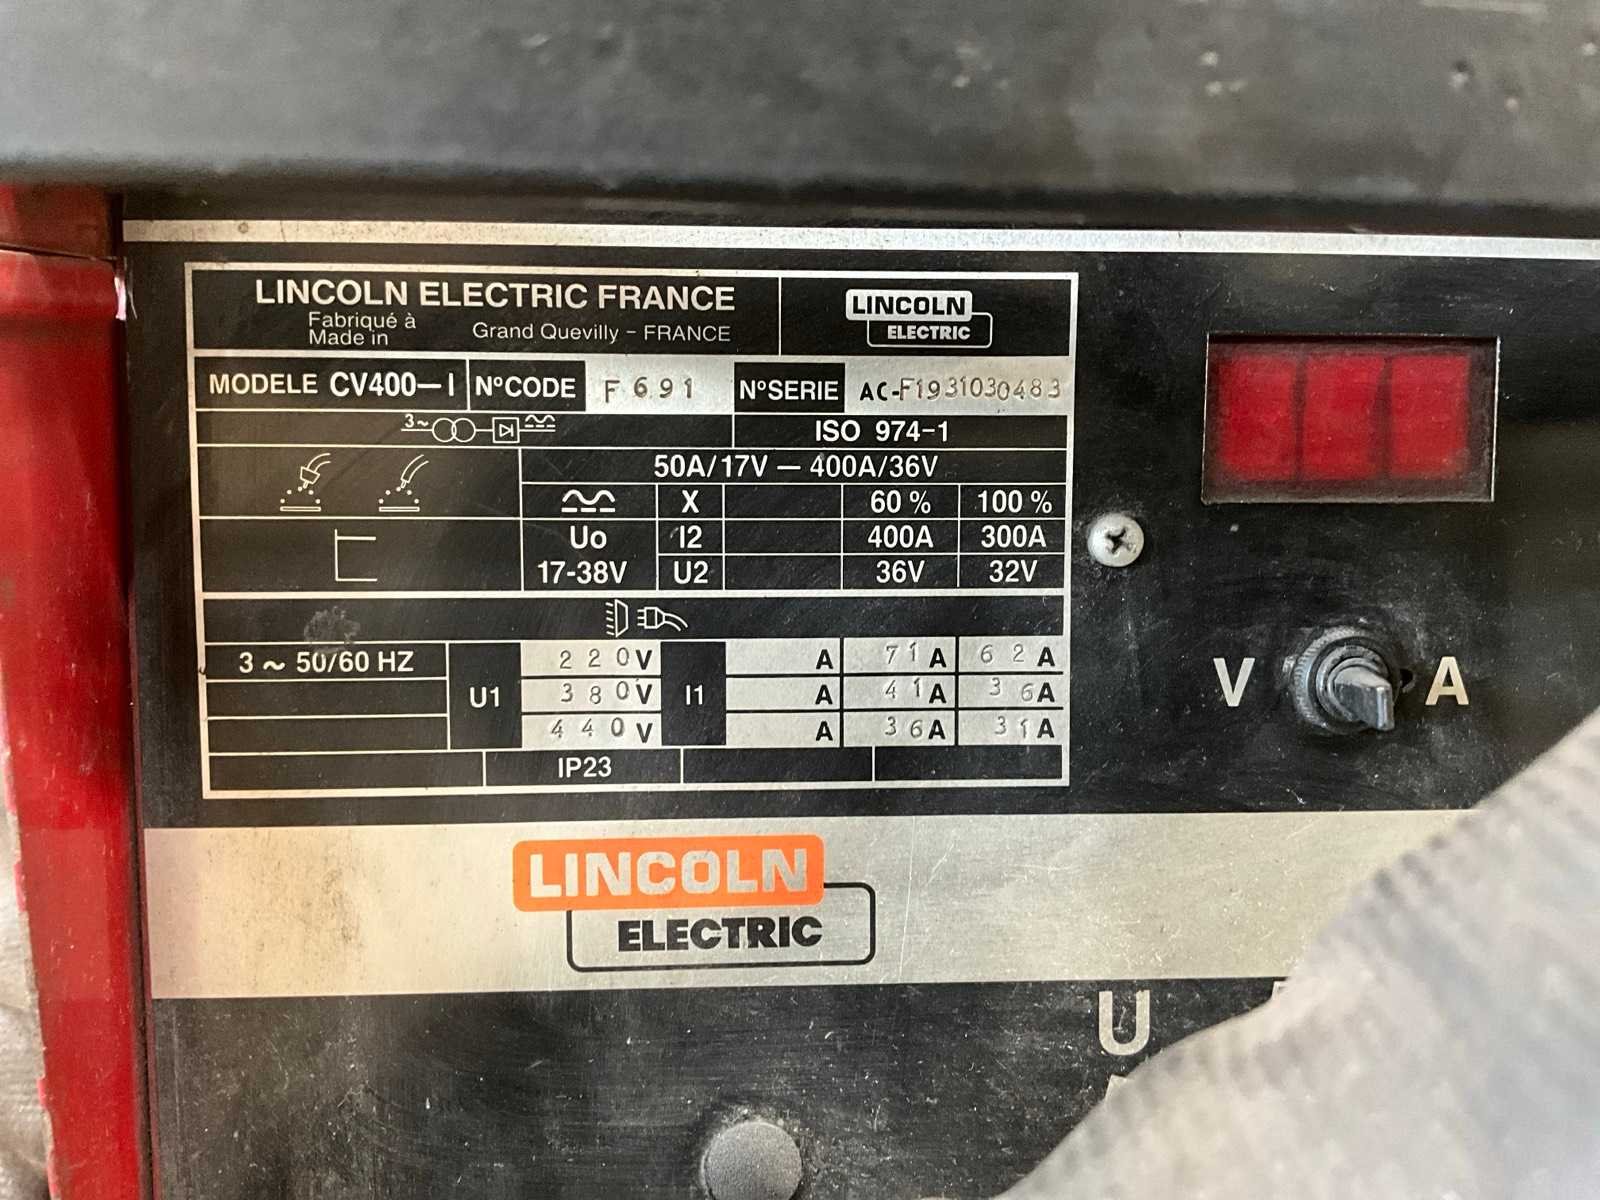 LINCOLN ELECTRIC FRANCE
Fabriqué à
Made in
Grand Quevilly – FRANCE
LINCOLN
ELECTRIC
MODELE CV400–I
N°CODE
F691
N°SERIE
AC-F1931030483
3~
ISO 974-1
50A/17V – 400A/36V
X
60 %
100 %
Uo
I2
400A
300A
17-38V
U2
36V
32V
3 ~ 50/60 HZ
U1
220V
I1
A
71A
62A
380V
A
41A
36A
440V
A
36A
31A
IP23
V
A
LINCOLN
ELECTRIC
U